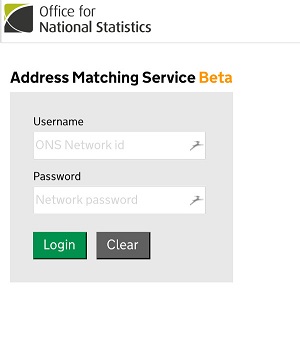 Office for
National Statistics
Address Matching Service Beta
Username
ONS Network id
Password
Network password
Login Clear